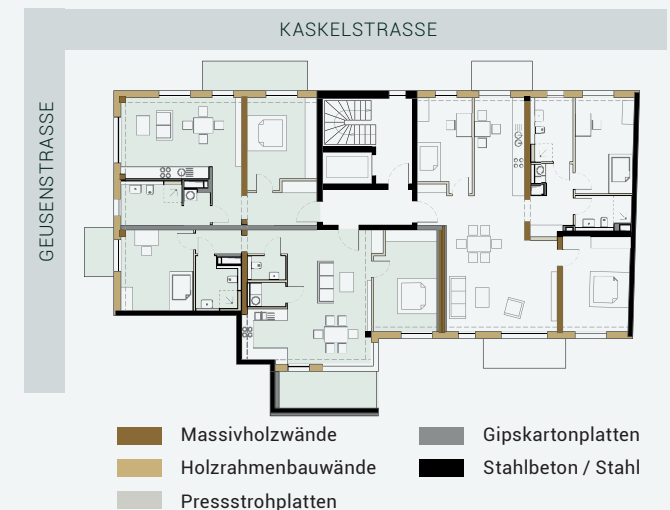 KASKELSTRASSE
GEUSENSTRASSE
Massivholzwände
Holzrahmenbauwände
Pressstrohplatten
Gipskartonplatten
Stahlbeton / Stahl